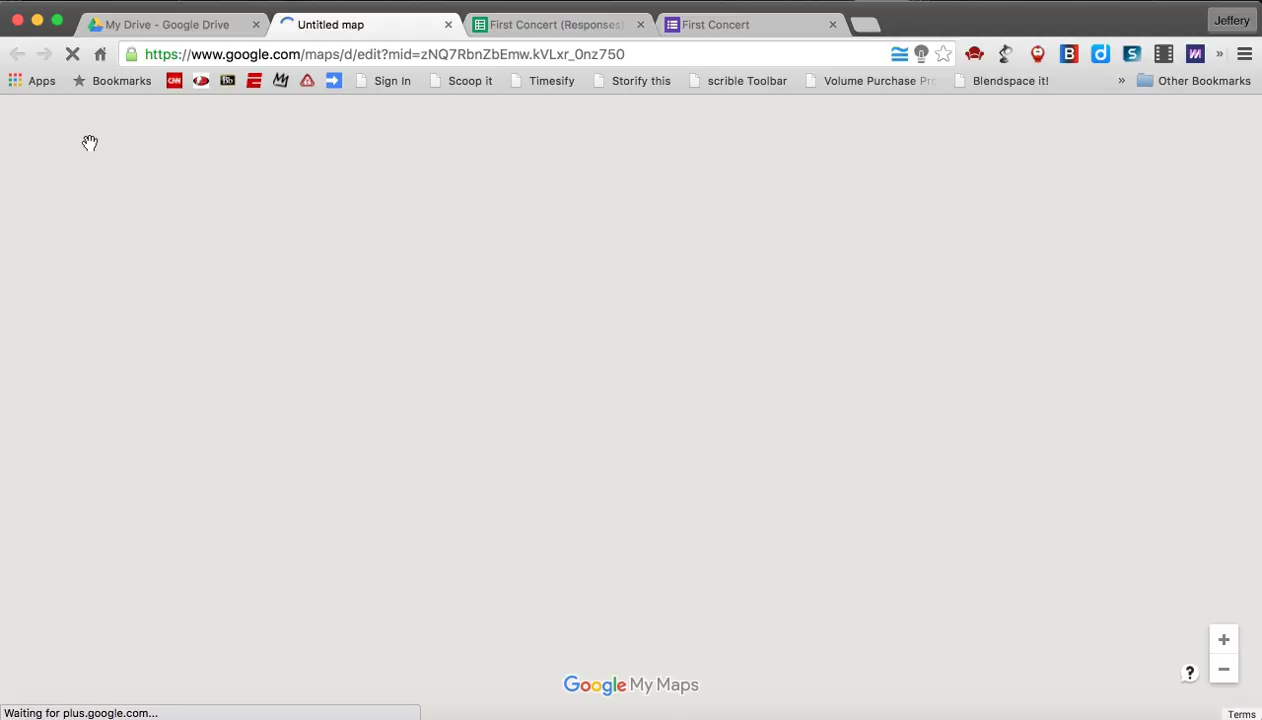 My Drive - Google Drive
Untitled map
First Concert (Responses)
First Concert
Jeffery
https://www.google.com/maps/d/edit?mid=zNQ7RbnZbEmw.kVLxr_0nz750
Apps
Bookmarks
CNN
Sign In
Scoop it
Timesify
Storify this
scrible Toolbar
Volume Purchase Pro
Blendspace it!
»
Other Bookmarks
+
−
?
Google My Maps
Waiting for plus.google.com...
Terms